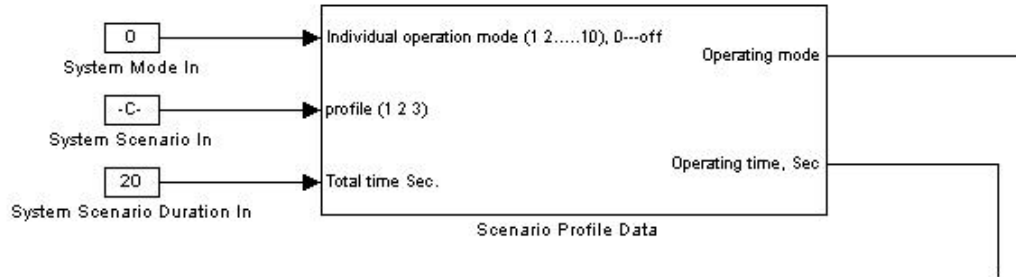 0
Individual operation mode (1 2.....10), 0---off
System Mode In
Operating mode
-C-
profile (1 2 3)
System Scenario In
20
Total time Sec.
Operating time, Sec
System Scenario Duration In
Scenario Profile Data